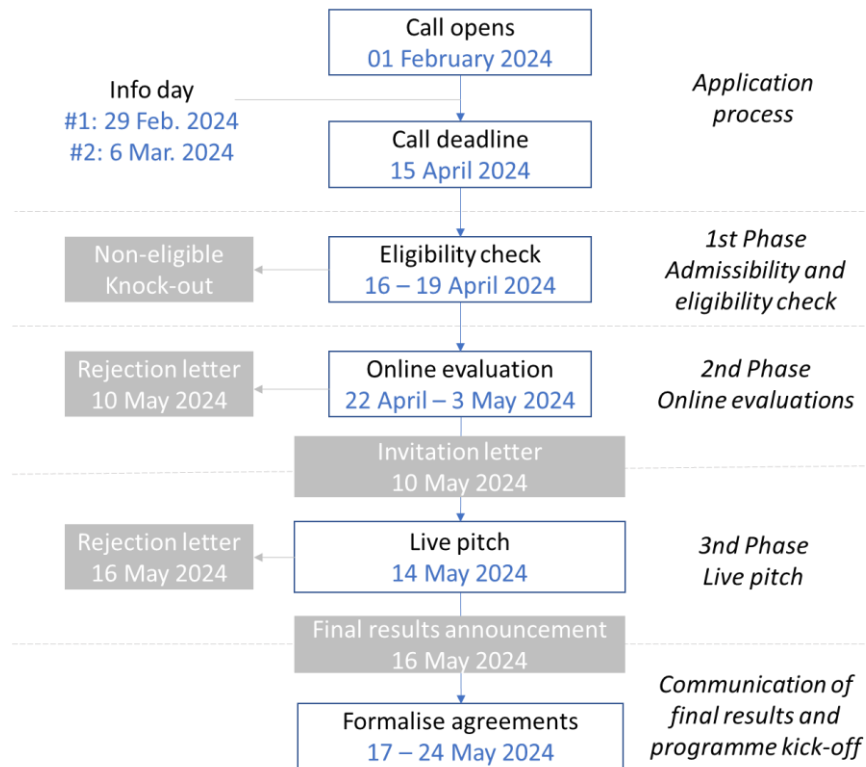 Call opens
01 February 2024
Info day
#1: 29 Feb. 2024
#2: 6 Mar. 2024
Application
process
Call deadline
15 April 2024
Non-eligible
Knock-out
Eligibility check
16 – 19 April 2024
1st Phase
Admissibility and
eligibility check
Rejection letter
10 May 2024
Online evaluation
22 April – 3 May 2024
2nd Phase
Online evaluations
Invitation letter
10 May 2024
Rejection letter
16 May 2024
Live pitch
14 May 2024
3nd Phase
Live pitch
Final results announcement
16 May 2024
Formalise agreements
17 – 24 May 2024
Communication of
final results and
programme kick-off